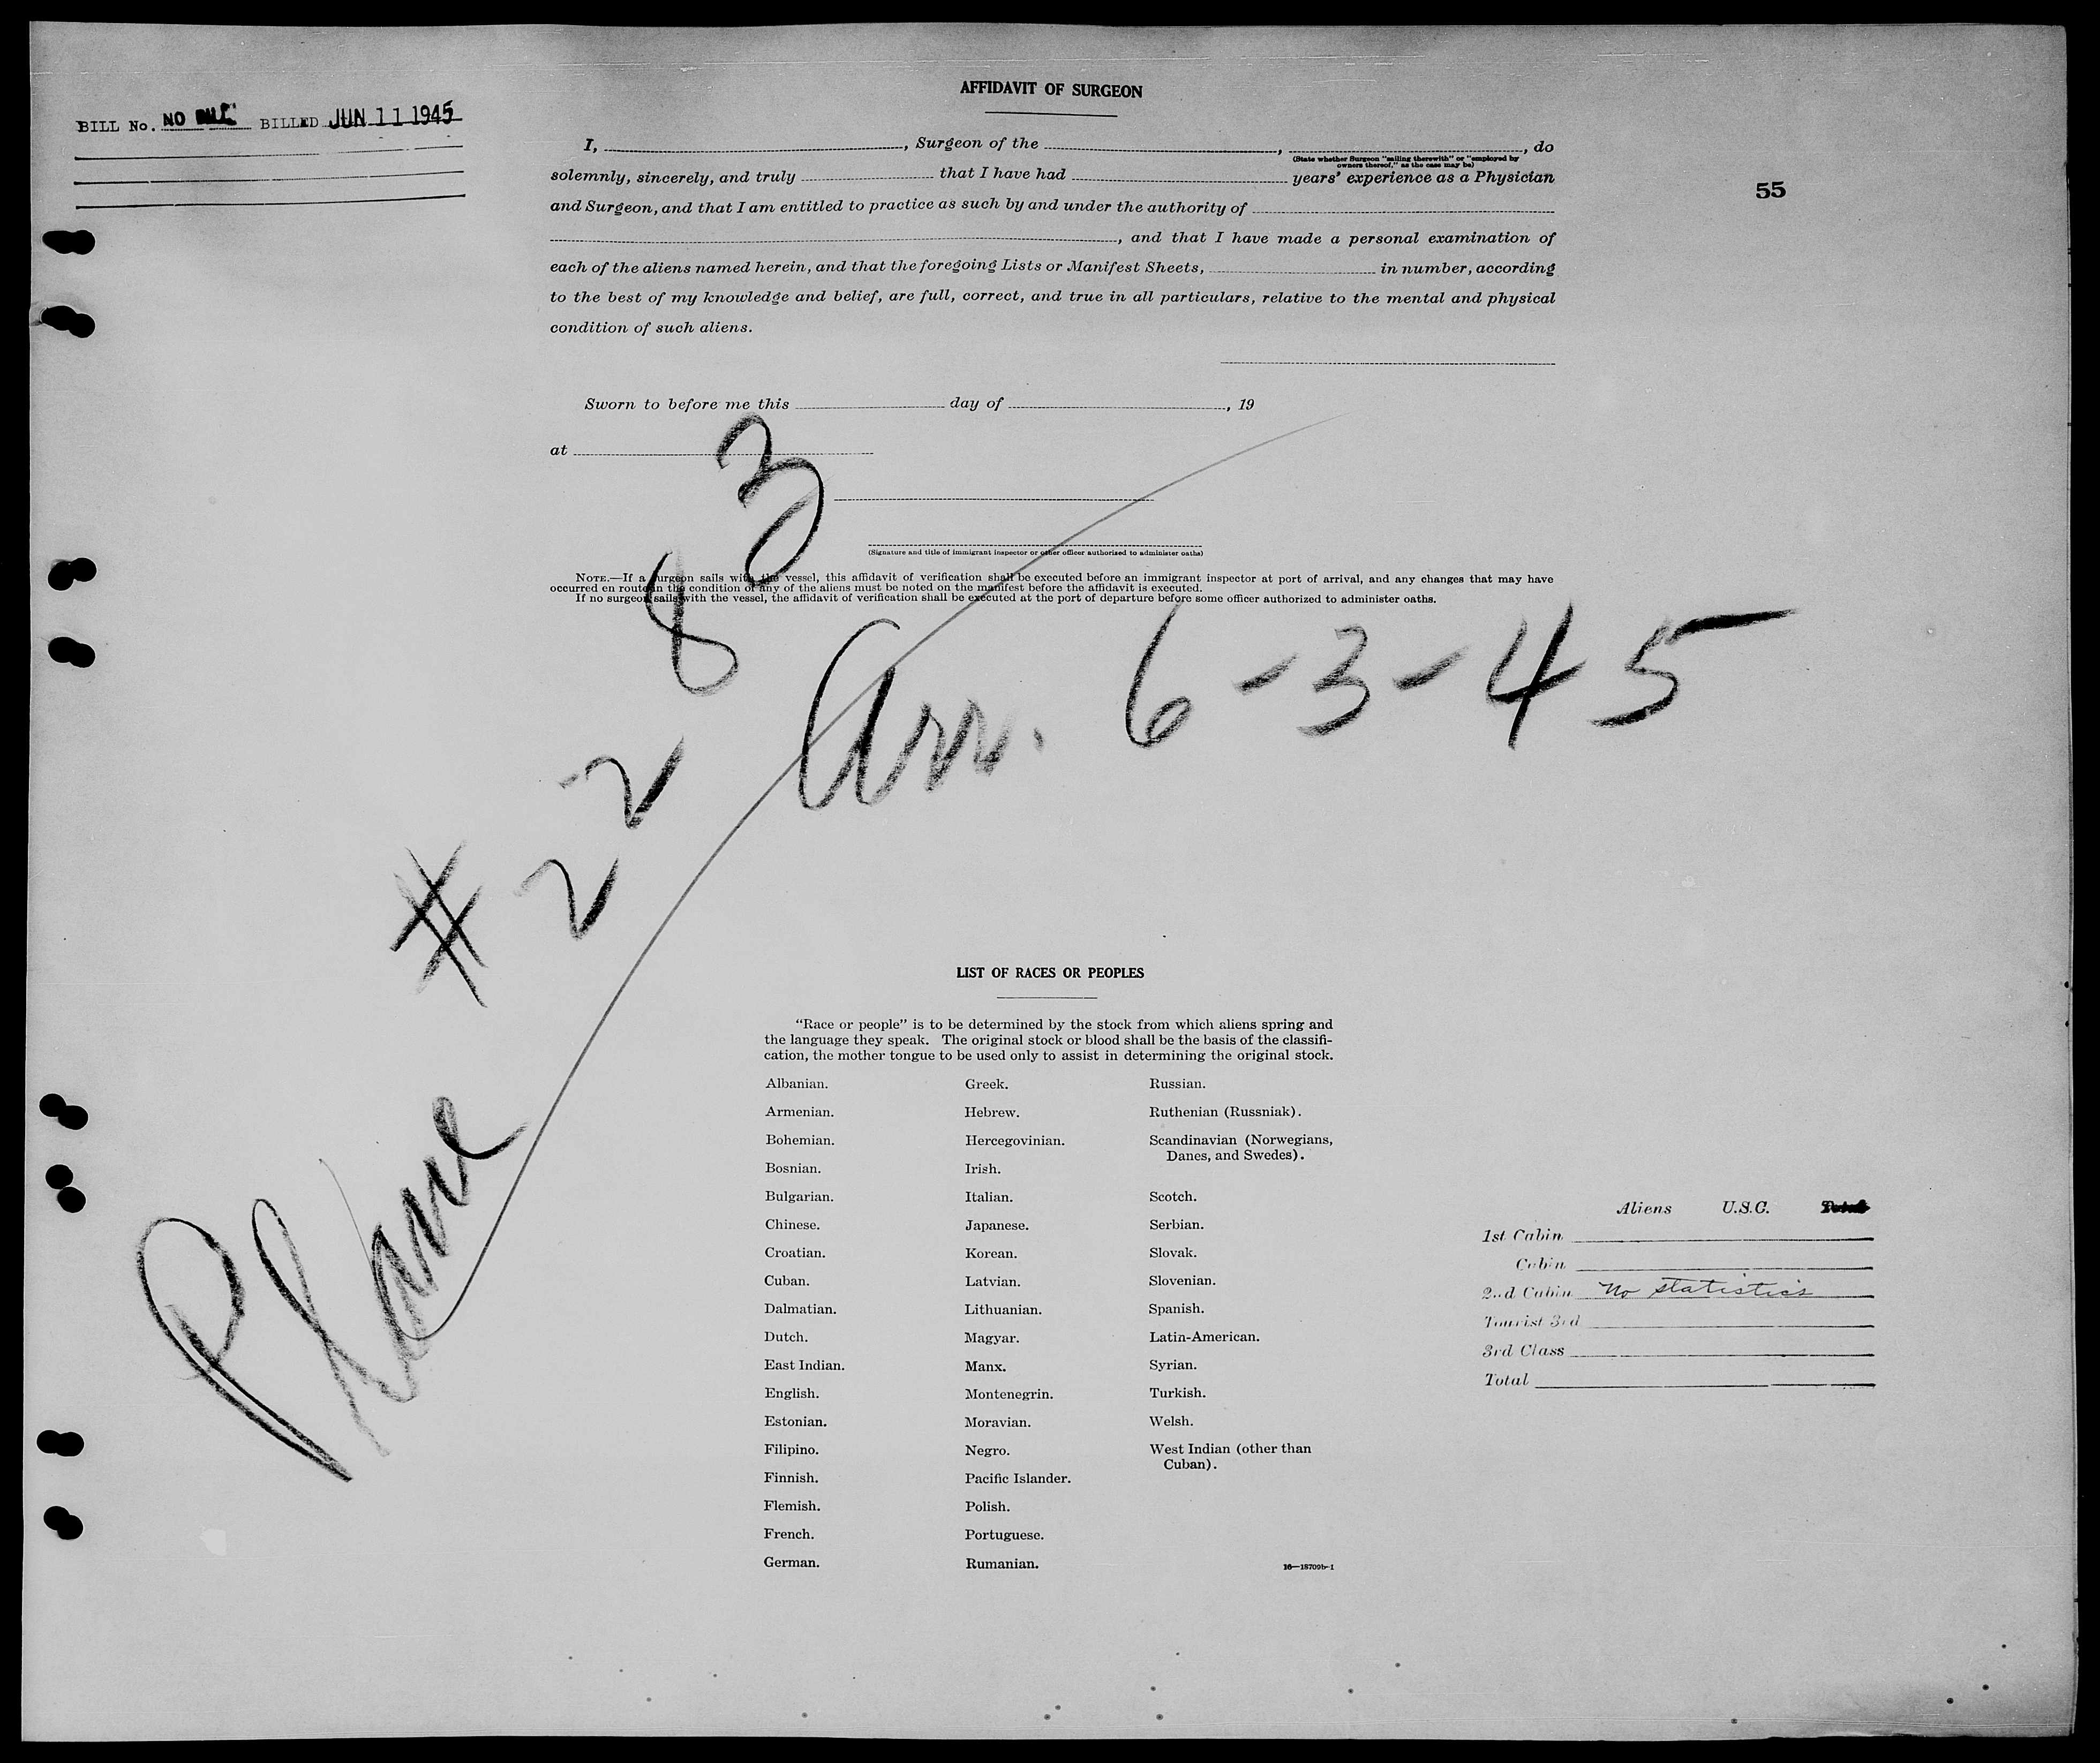 AFFIDAVIT OF SURGEON
BILL No. NO BILL BILLED JUN 11 1945
I, , Surgeon of the , , do
(State whether Surgeon "sailing therewith" or "employed by
owners thereof," as the case may be)
solemnly, sincerely, and truly that I have had years' experience as a Physician
55
and Surgeon, and that I am entitled to practice as such by and under the authority of
, and that I have made a personal examination of
each of the aliens named herein, and that the foregoing Lists or Manifest Sheets, in number, according
to the best of my knowledge and belief, are full, correct, and true in all particulars, relative to the mental and physical
condition of such aliens.
Sworn to before me this day of , 19
at
(Signature and title of immigrant inspector or other officer authorized to administer oaths)
NOTE.—If a surgeon sails with the vessel, this affidavit of verification shall be executed before an immigrant inspector at port of arrival, and any changes that may have
occurred en route in the condition of any of the aliens must be noted on the manifest before the affidavit is executed.
If no surgeon sails with the vessel, the affidavit of verification shall be executed at the port of departure before some officer authorized to administer oaths.
Plane # 2283
Arr. 6-3-45
LIST OF RACES OR PEOPLES
"Race or people" is to be determined by the stock from which aliens spring and
the language they speak. The original stock or blood shall be the basis of the classifi-
cation, the mother tongue to be used only to assist in determining the original stock.
Albanian.
Armenian.
Bohemian.
Bosnian.
Bulgarian.
Chinese.
Croatian.
Cuban.
Dalmatian.
Dutch.
East Indian.
English.
Estonian.
Filipino.
Finnish.
Flemish.
French.
German.
Greek.
Hebrew.
Hercegovinian.
Irish.
Italian.
Japanese.
Korean.
Latvian.
Lithuanian.
Magyar.
Manx.
Montenegrin.
Moravian.
Negro.
Pacific Islander.
Polish.
Portuguese.
Rumanian.
Russian.
Ruthenian (Russniak).
Scandinavian (Norwegians,
Danes, and Swedes).
Scotch.
Serbian.
Slovak.
Slovenian.
Spanish.
Latin-American.
Syrian.
Turkish.
Welsh.
West Indian (other than
Cuban).
16—18709b-1
Aliens U.S.C. Total
1st Cabin
Cabin
2nd Cabin No statistics
Tourist 3rd
3rd Class
Total